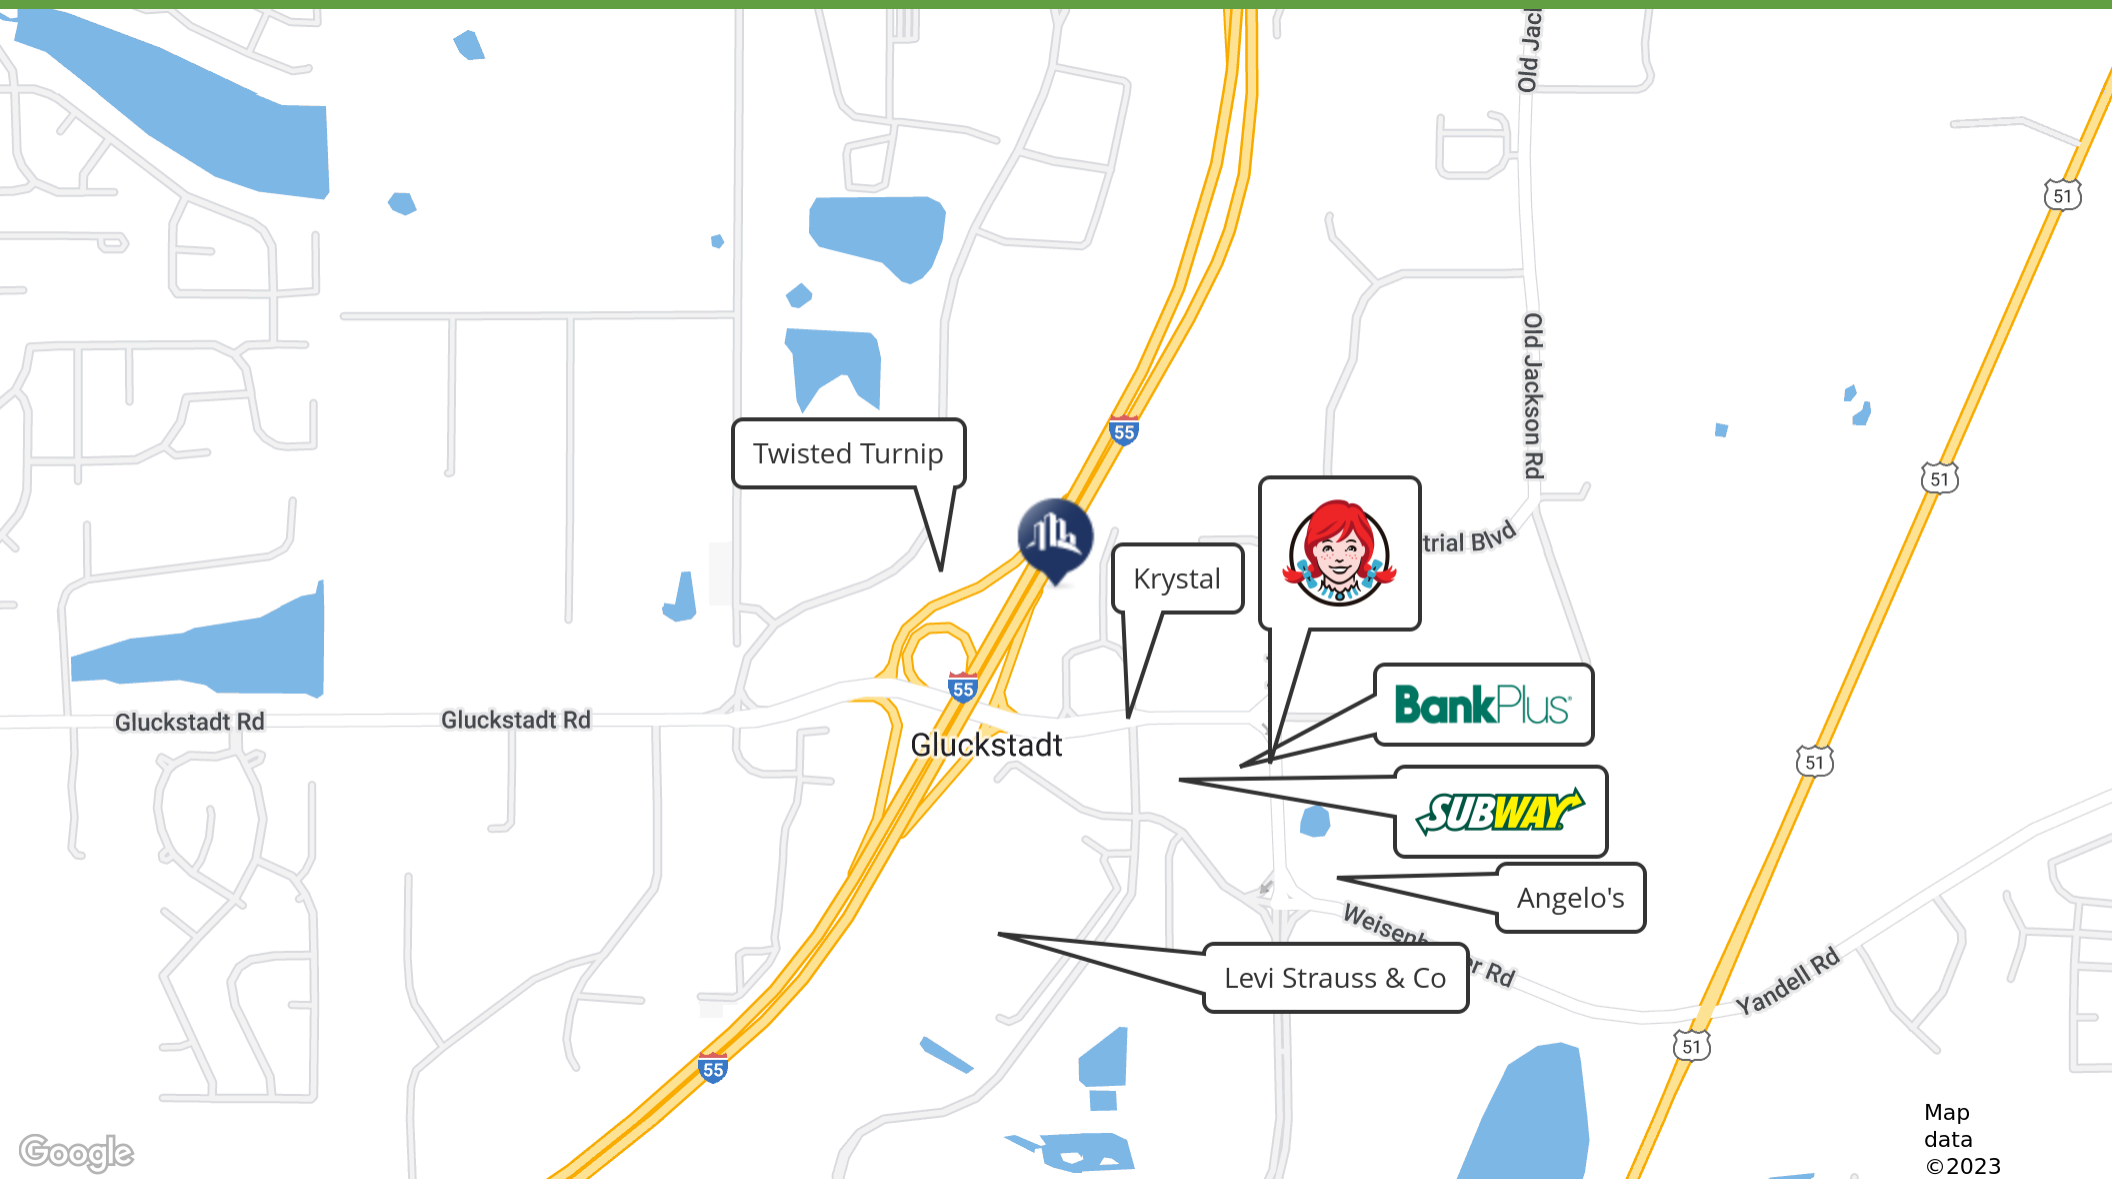 Old Jac
51
Old Jackson Rd
55
Twisted Turnip
51
trial Blvd
Krystal
BankPlus
55
Gluckstadt Rd
Gluckstadt Rd
Gluckstadt
51
SUBWAY
Angelo's
Weisenb
er Rd
Levi Strauss & Co
Yandell Rd
51
55
Google
Map
data
©2023